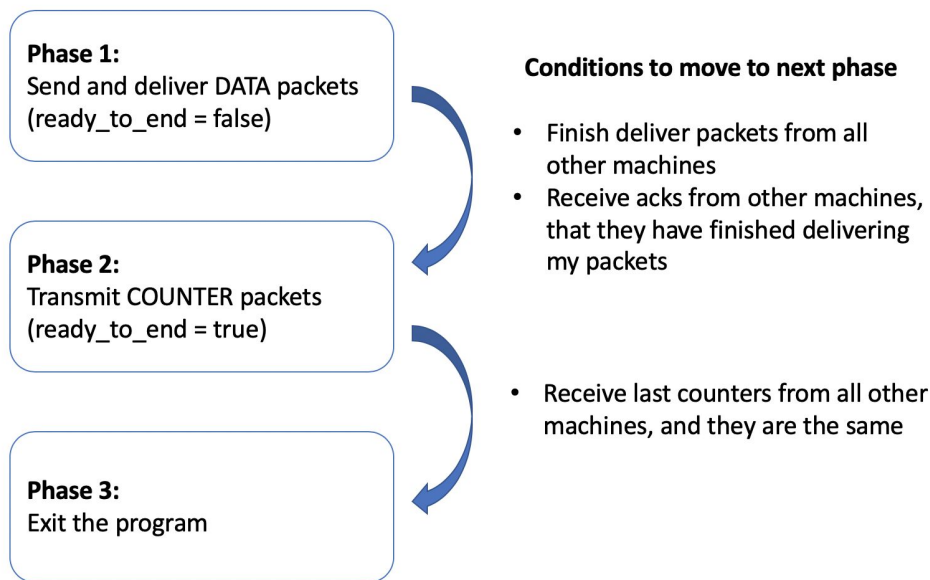 Phase 1:
Send and deliver DATA packets
(ready_to_end = false)
Conditions to move to next phase
• Finish deliver packets from all
other machines
• Receive acks from other machines,
that they have finished delivering
my packets
Phase 2:
Transmit COUNTER packets
(ready_to_end = true)
• Receive last counters from all other
machines, and they are the same
Phase 3:
Exit the program